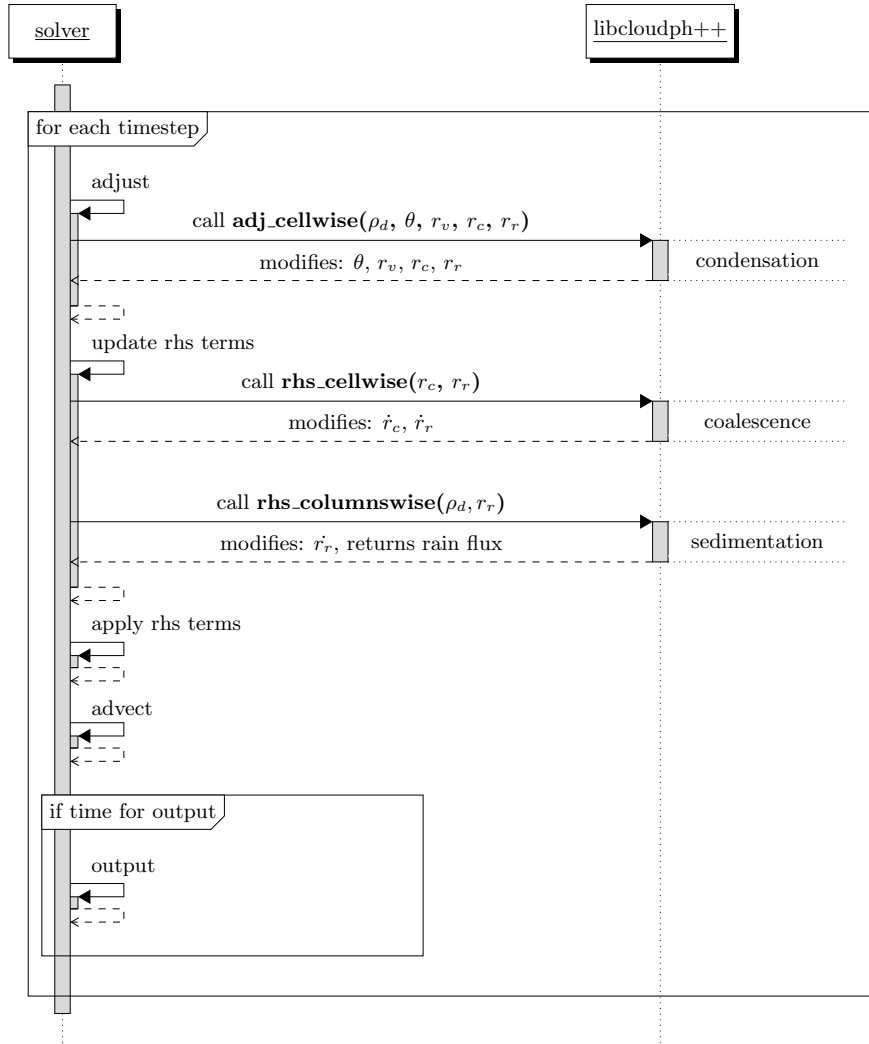 solver
libcloudph++
for each timestep
adjust
call adj_cellwise(ρ_d, θ, r_v, r_c, r_r)
modifies: θ, r_v, r_c, r_r
condensation
update rhs terms
call rhs_cellwise(r_c, r_r)
modifies: ṙ_c, ṙ_r
coalescence
call rhs_columnswise(ρ_d, r_r)
modifies: ṙ_r, returns rain flux
sedimentation
apply rhs terms
advect
if time for output
output